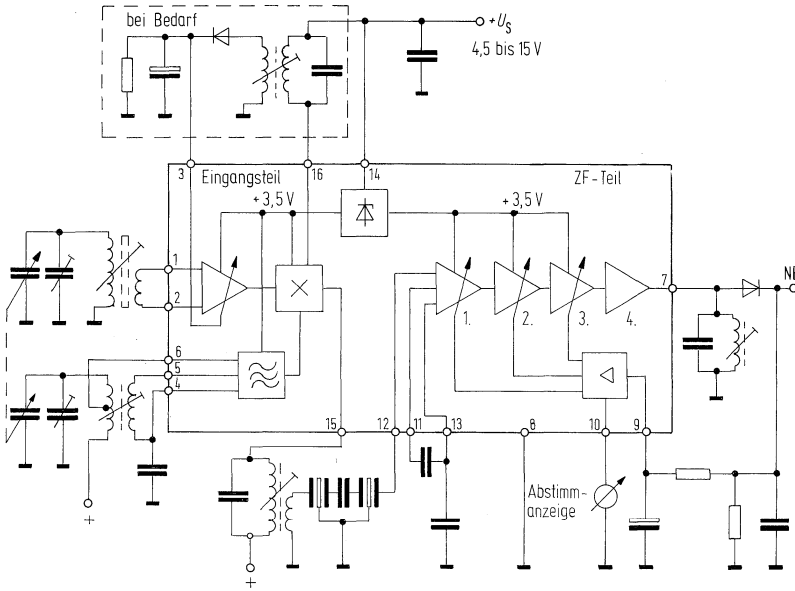 bei Bedarf
+U_S
4,5 bis 15 V
3
Eingangsteil
16
14
ZF-Teil
+3,5 V
+3,5 V
1
2
7
NF
1.
2.
3.
4.
6
5
4
15
12
11
13
8
10
9
Abstimm-
anzeige
+
+